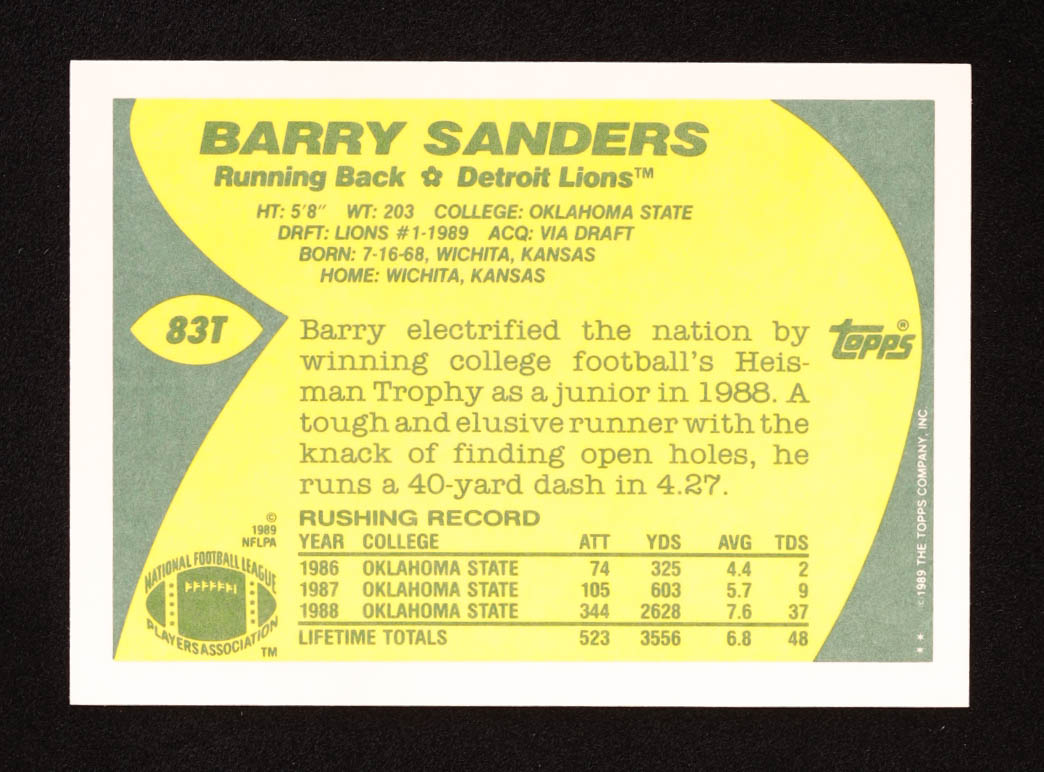 BARRY SANDERS
Running Back ✿ Detroit Lions™
HT: 5'8" WT: 203 COLLEGE: OKLAHOMA STATE
DRFT: LIONS #1-1989 ACQ: VIA DRAFT
BORN: 7-16-68, WICHITA, KANSAS
HOME: WICHITA, KANSAS
83T
Barry electrified the nation by
winning college football's Heis-
man Trophy as a junior in 1988. A
tough and elusive runner with the
knack of finding open holes, he
runs a 40-yard dash in 4.27.
topps®
RUSHING RECORD
YEAR COLLEGE ATT YDS AVG TDS
1986 OKLAHOMA STATE 74 325 4.4 2
1987 OKLAHOMA STATE 105 603 5.7 9
1988 OKLAHOMA STATE 344 2628 7.6 37
LIFETIME TOTALS 523 3556 6.8 48
©
1989
NFLPA
NATIONAL FOOTBALL LEAGUE
PLAYERS ASSOCIATION
TM
* * ©1989 THE TOPPS COMPANY, INC.